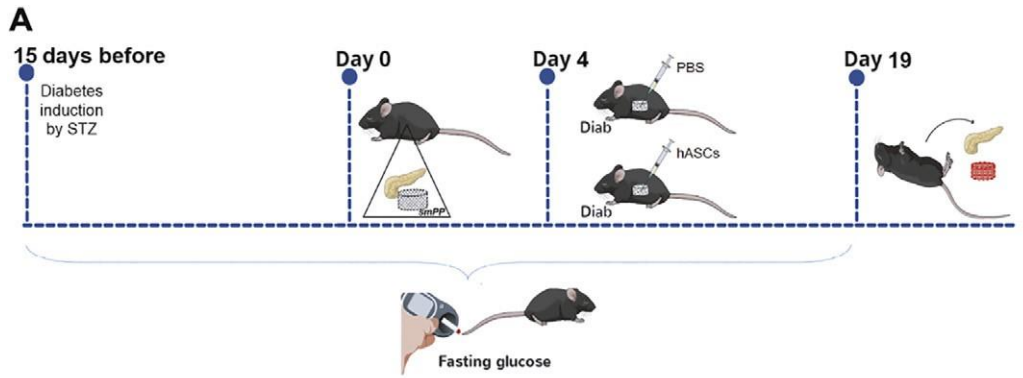 A
15 days before
Day 0
Day 4
Day 19
Diabetes
induction
by STZ
PBS
Diab
hASCs
Diab
smPP
Fasting glucose